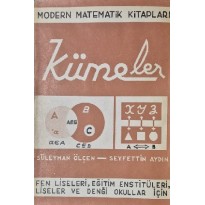 MODERN MATEMATİK KİTAPLARI
Kümeler
A
B
A∈B
C
B⊂A
C⊂B
x y z
A ↔ B
SÜLEYMAN ÖLÇEN — SEYFETTİN AYDIN
FEN LİSELERİ, EĞİTİM ENSTİTÜLERİ,
LİSELER VE DENGİ OKULLAR İÇİN